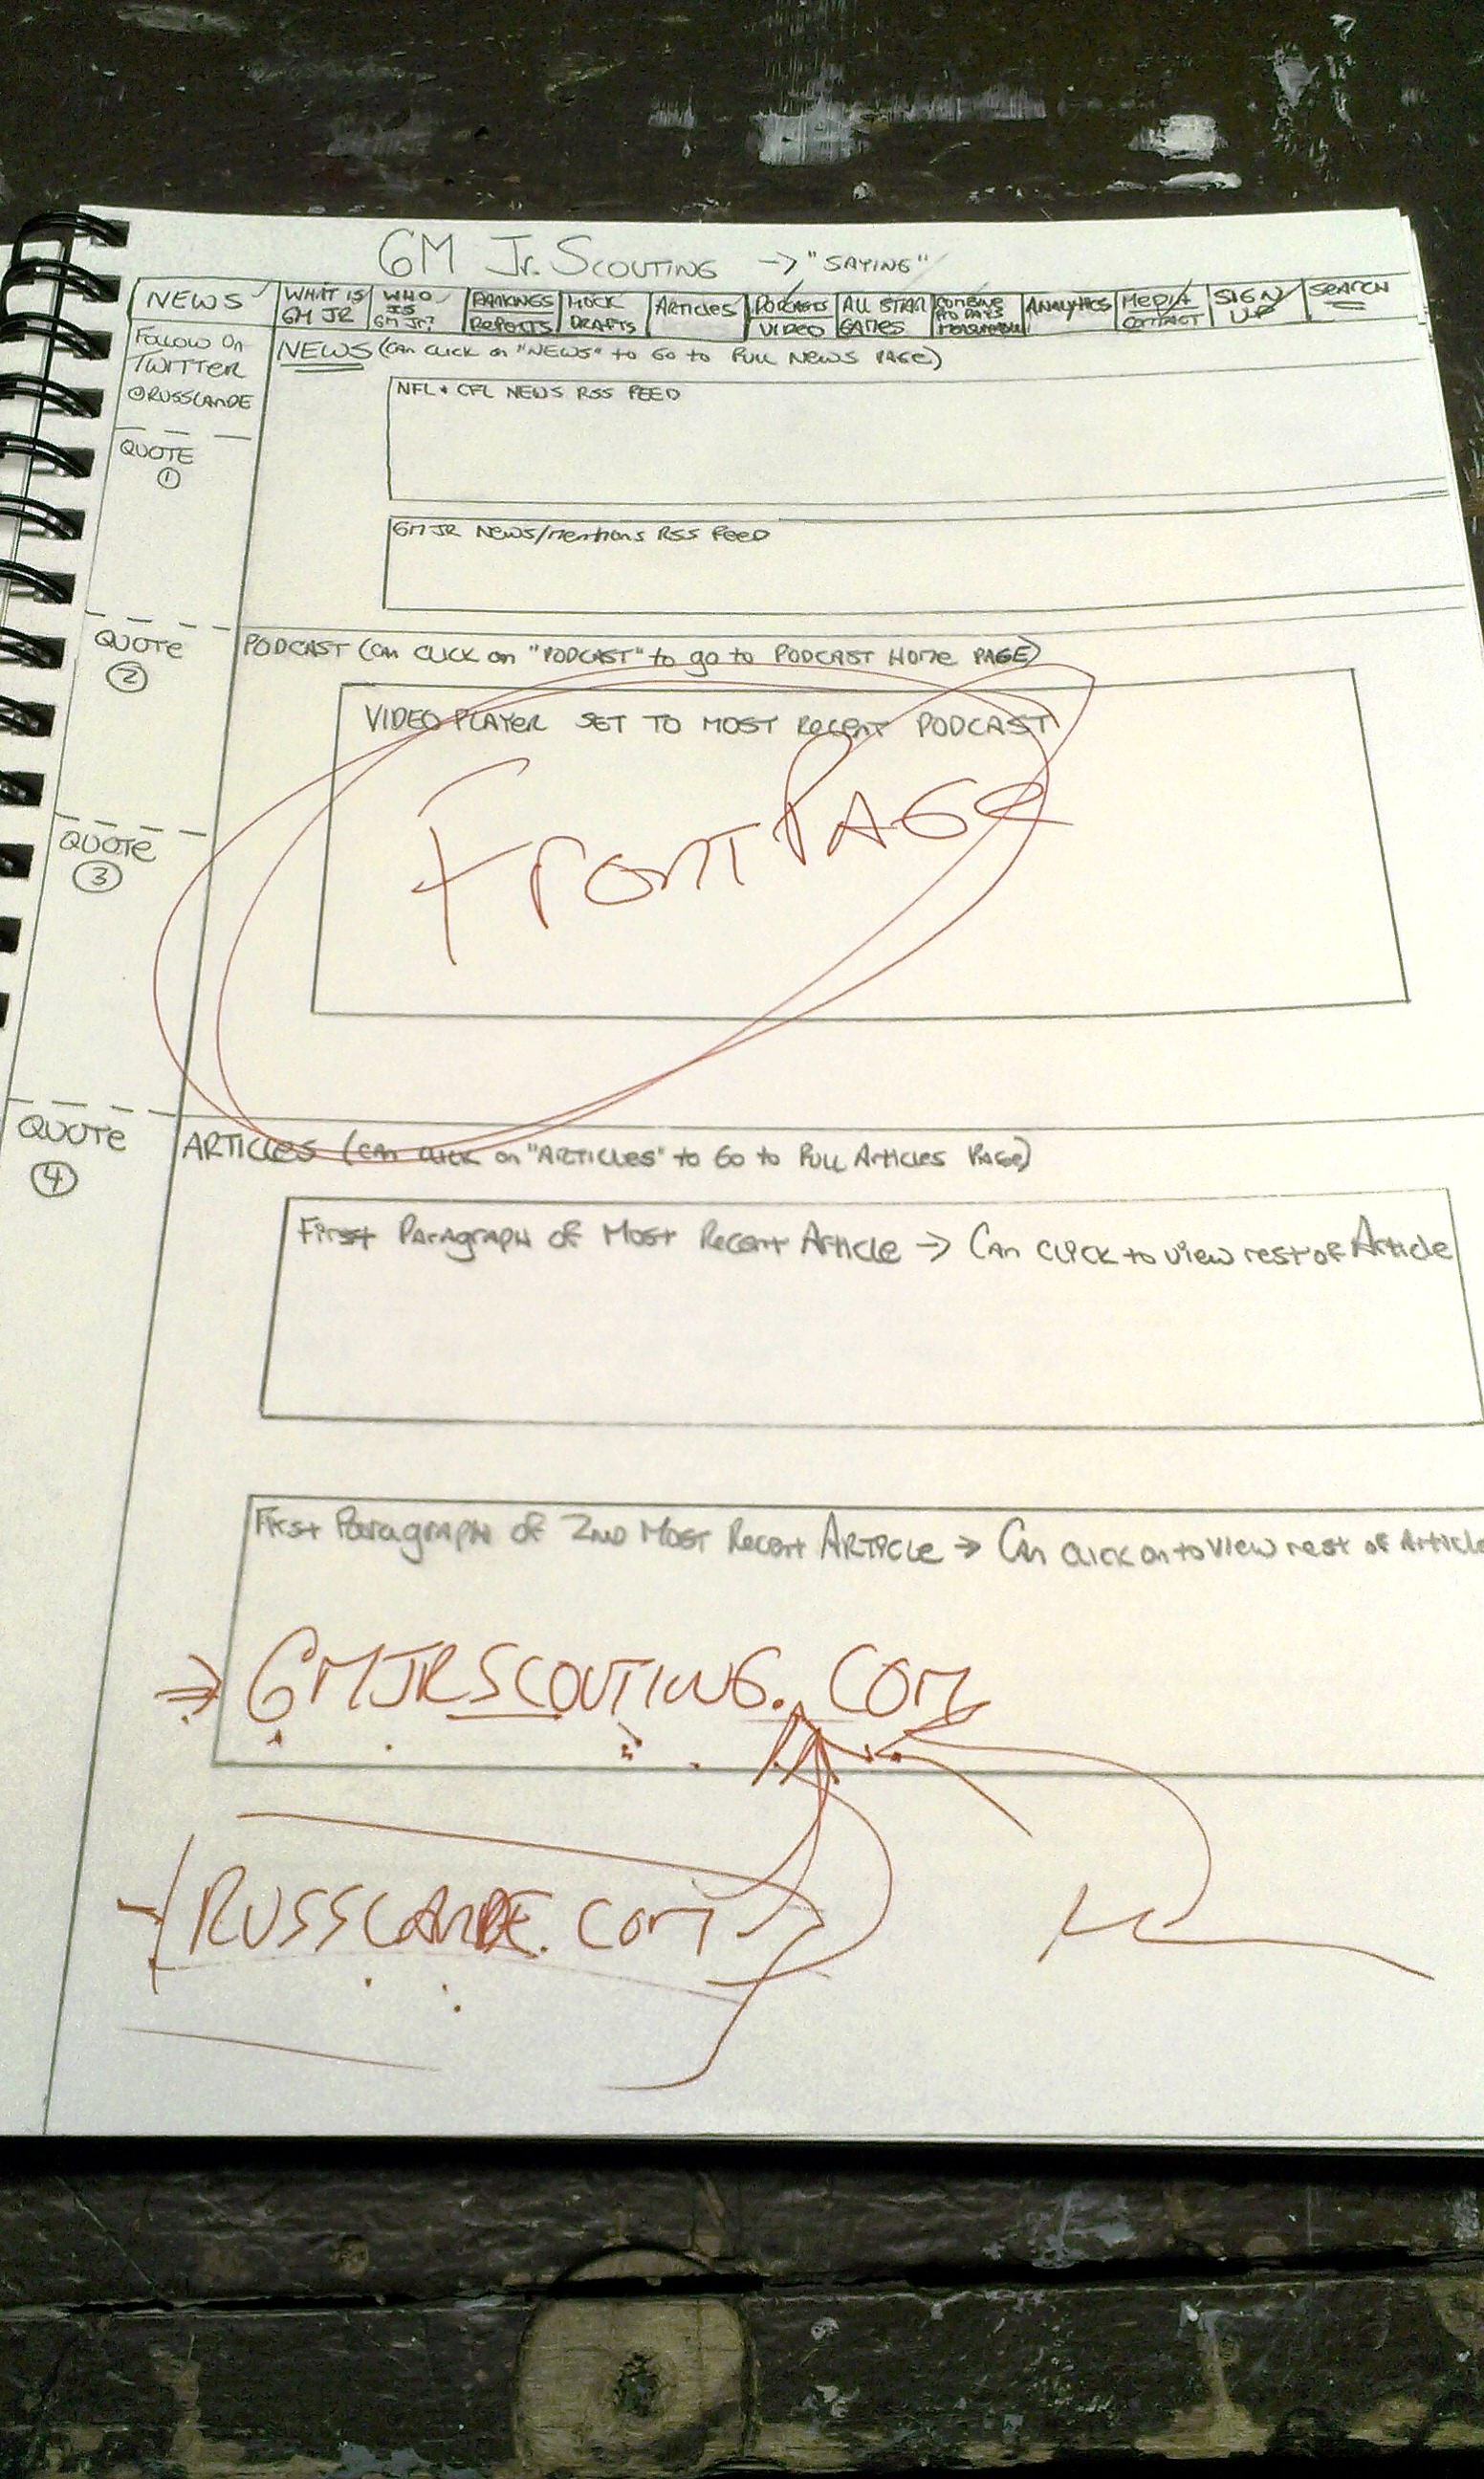 GM Jr. SCOUTING -> "SAYING"
NEWS
WHAT IS
GM JR
WHO
IS
GM Jr?
RANKINGS
REPORTS
MOCK
DRAFTS
ARTICLES
PODCASTS
VIDEO
ALL STAR
GAMES
COMBINE
PRO DAYS
MEASURABLES
ANALYTICS
MEDIA
CONTACT
SIGN
UP
SEARCH
FOLLOW ON
TWITTER
@RUSSLANDE
NEWS (CAN CLICK on "NEWS" to GO to FULL NEWS PAGE)
NFL + CFL NEWS RSS FEED
GM JR NEWS/Mentions RSS FEED
QUOTE
①
QUOTE
②
QUOTE
③
QUOTE
④
PODCAST (CAN CLICK on "PODCAST" to go to PODCAST HOME PAGE)
VIDEO PLAYER SET TO MOST RECENT PODCAST
FRONT PAGE
ARTICLES (CAN CLICK on "ARTICLES" to GO to FULL ARTICLES PAGE)
First PARAGRAPH of MOST RECENT ARTICLE -> CAN CLICK to view rest of Article
First Paragraph of 2ND MOST RECENT ARTICLE -> CAN CLICK on to view rest of Article
=> GMJRSCOUTING.COM
RUSSLANDE.COM